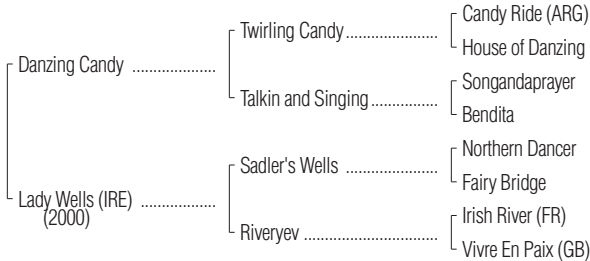 Candy Ride (ARG)
Twirling Candy
House of Danzing
Danzing Candy
Songandaprayer
Talkin and Singing
Bendita
Northern Dancer
Sadler's Wells
Fairy Bridge
Lady Wells (IRE)
(2000)
Irish River (FR)
Riveryev
Vivre En Paix (GB)